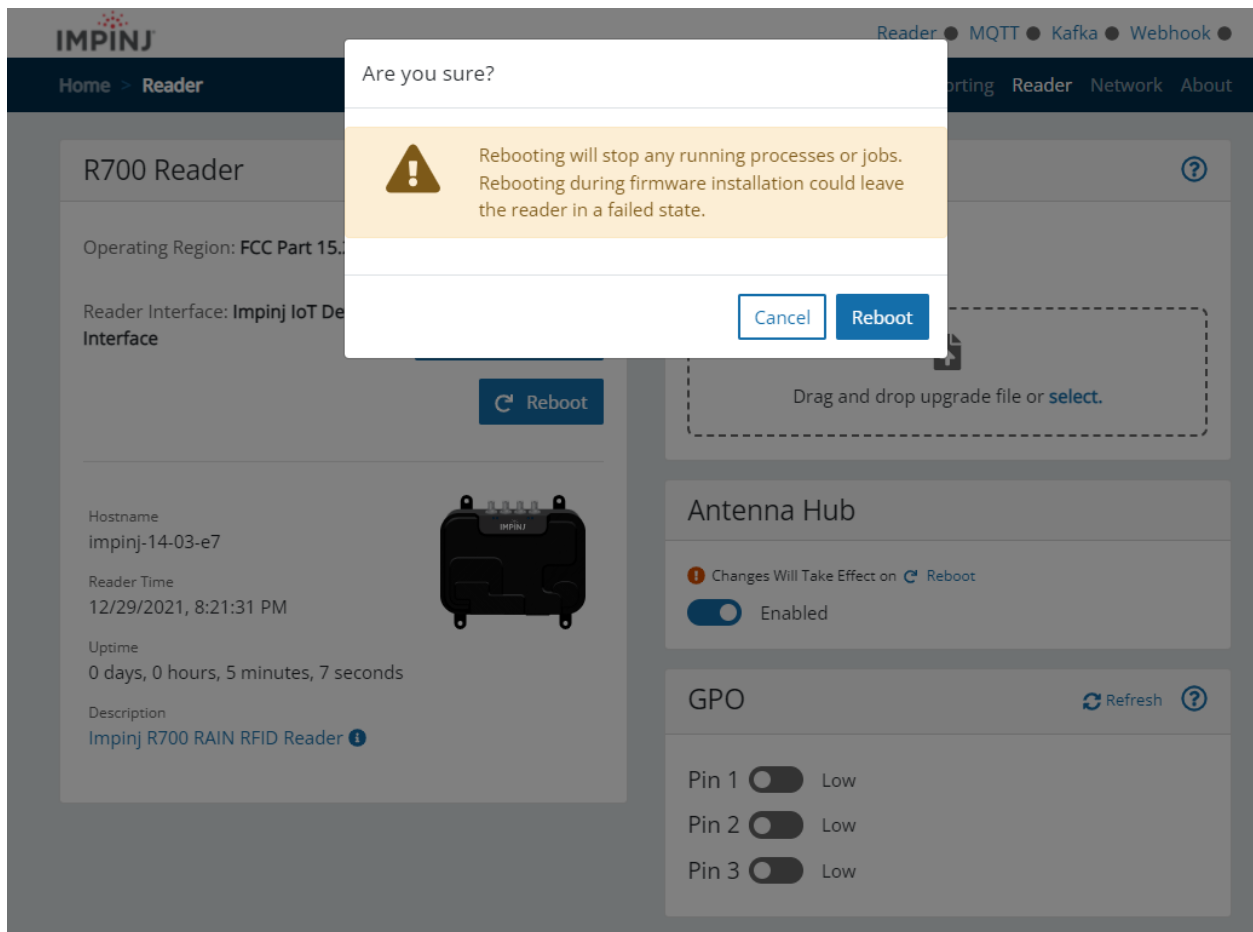 IMPINJ
Reader MQTT Kafka Webhook
Home > Reader
orting Reader Network About
Are you sure?
Rebooting will stop any running processes or jobs.
Rebooting during firmware installation could leave
the reader in a failed state.
Cancel Reboot
R700 Reader
Operating Region: FCC Part 15.
Reader Interface: Impinj IoT De
Interface
Reboot
Hostname
impinj-14-03-e7
Reader Time
12/29/2021, 8:21:31 PM
Uptime
0 days, 0 hours, 5 minutes, 7 seconds
Description
Impinj R700 RAIN RFID Reader
IMPINJ
Drag and drop upgrade file or select.
Antenna Hub
Changes Will Take Effect on Reboot
Enabled
GPO
Refresh
Pin 1 Low
Pin 2 Low
Pin 3 Low